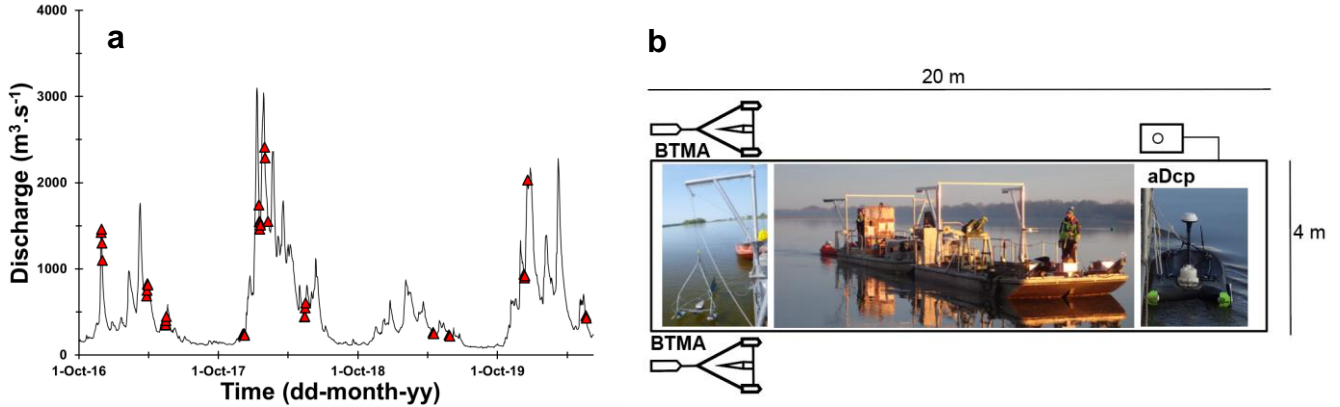 a
4000
3000
2000
1000
0
Discharge (m³.s⁻¹)
1-Oct-16
1-Oct-17
1-Oct-18
1-Oct-19
Time (dd-month-yy)
b
20 m
BTMA
aDcp
4 m
BTMA